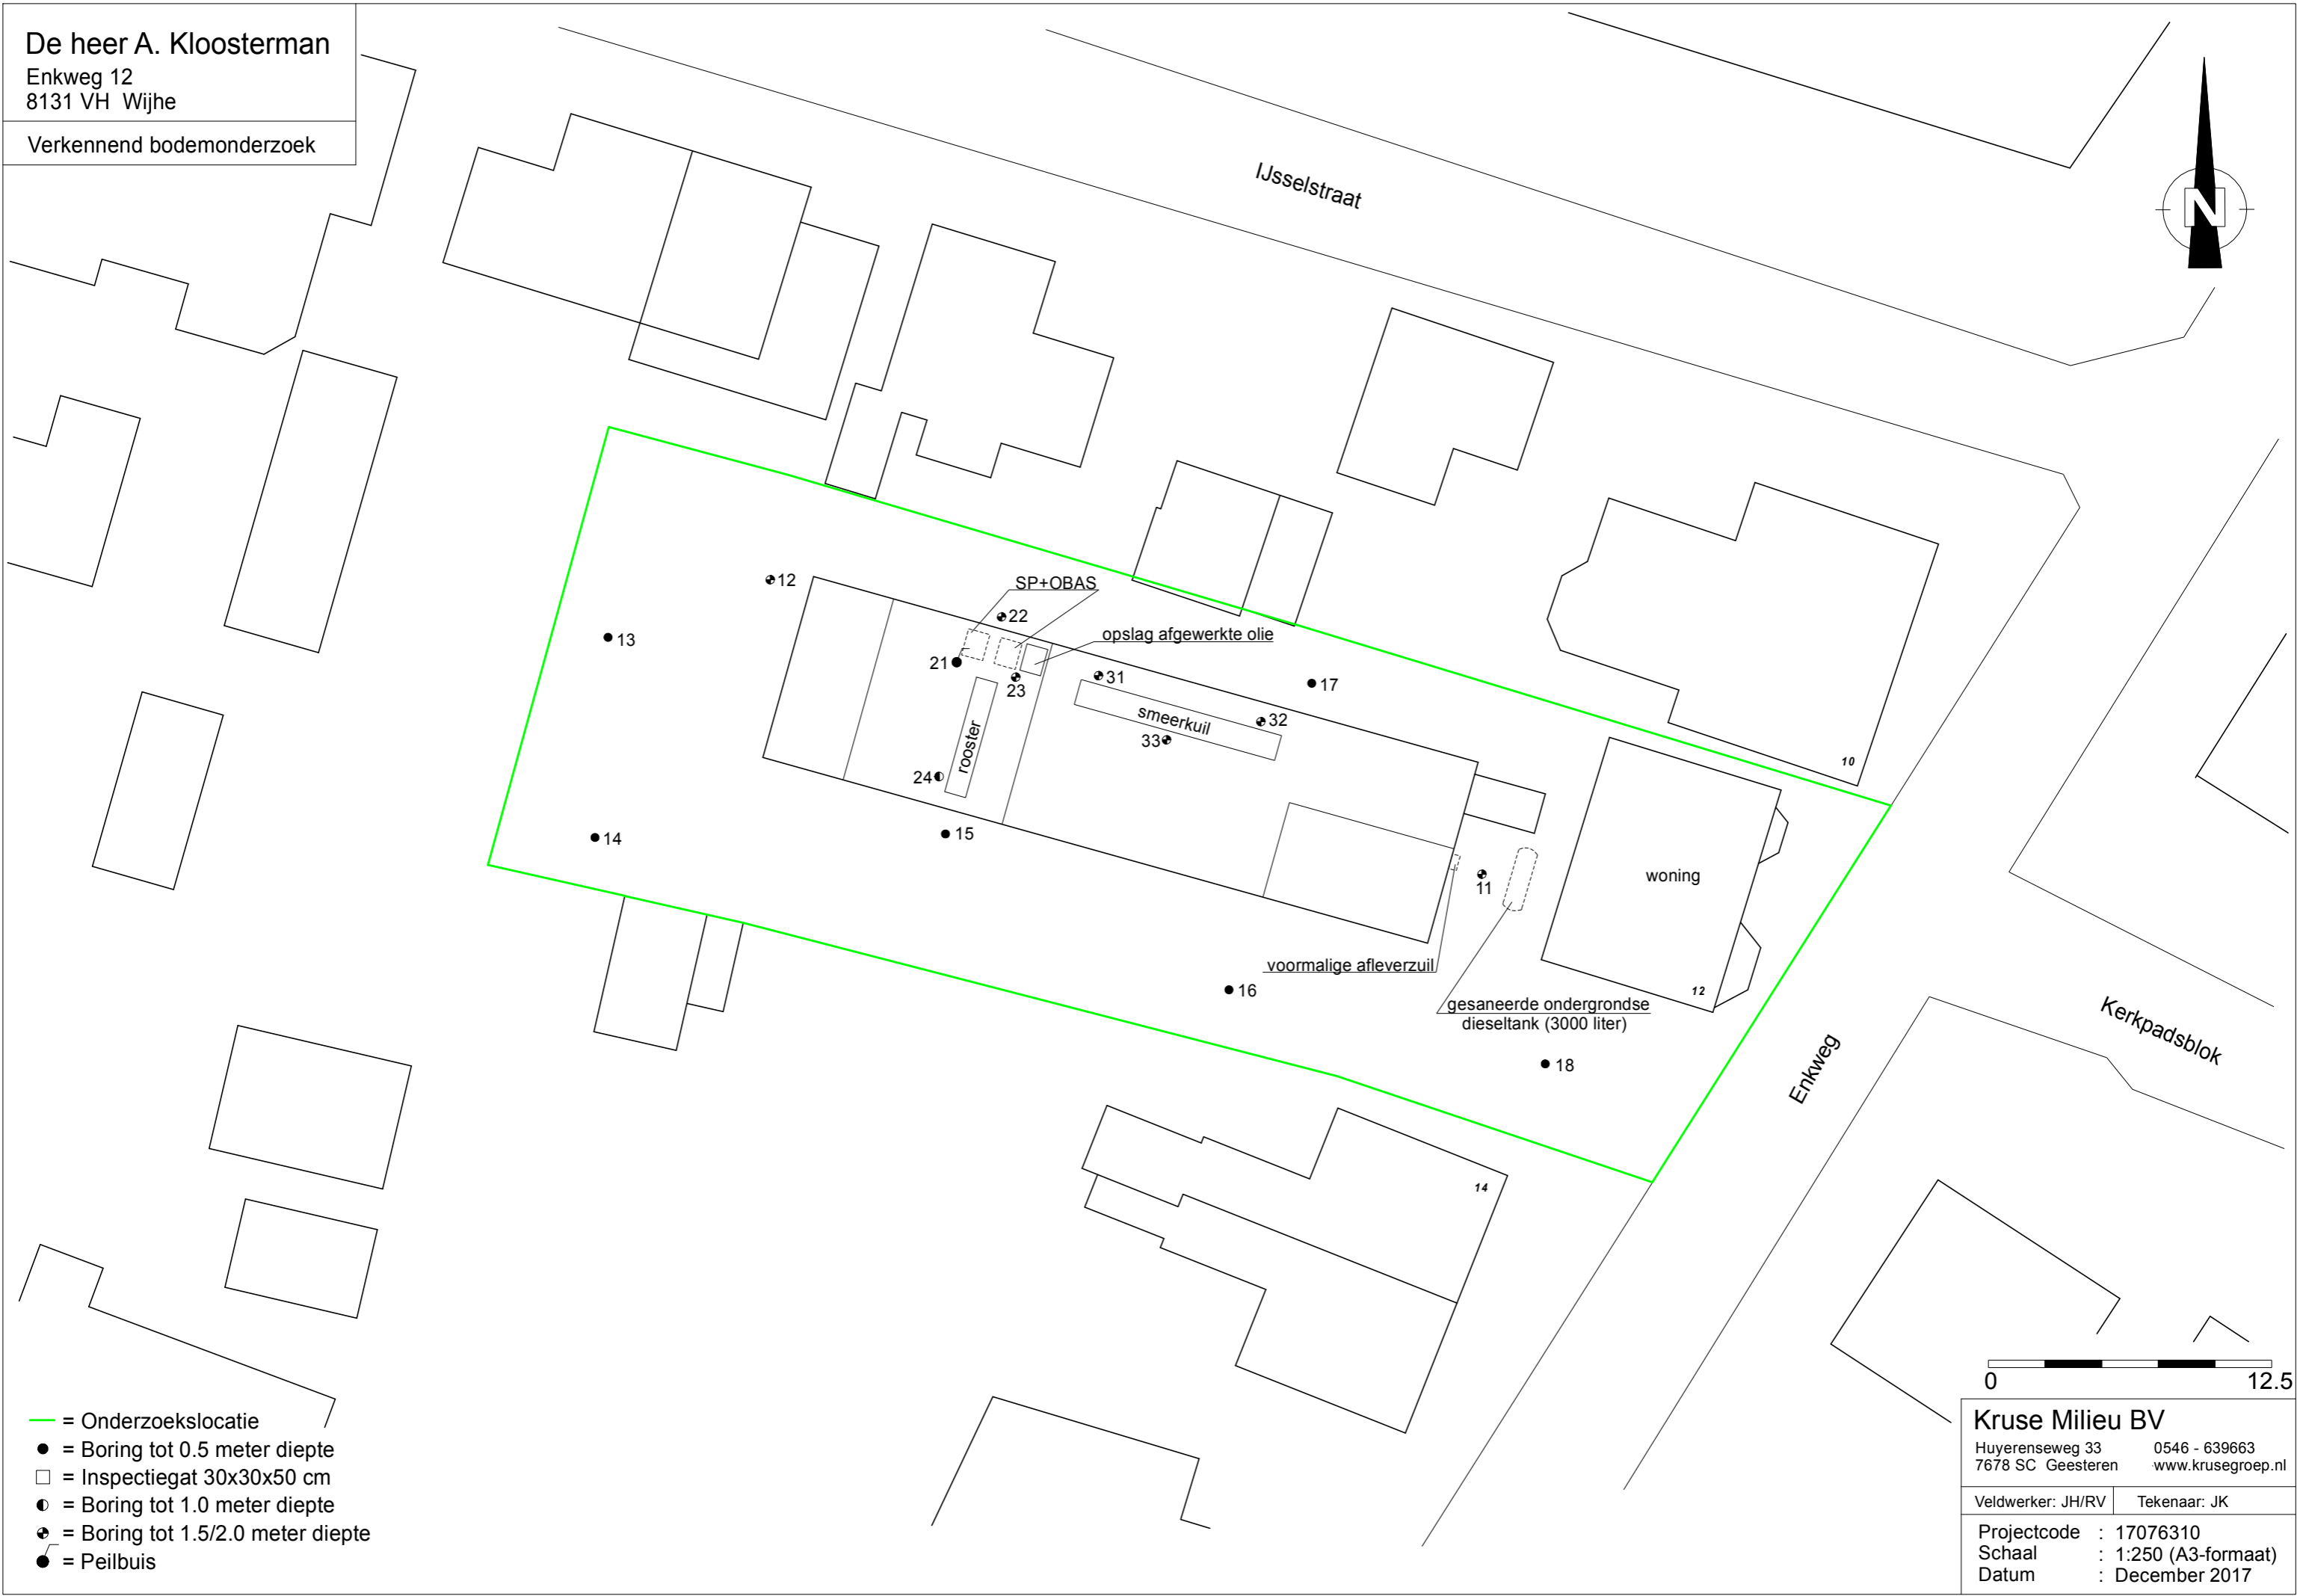 De heer A. Kloosterman
Enkweg 12
8131 VH Wijhe
Verkennend bodemonderzoek
IJsselstraat
N
SP+OBAS
12
22
13
opslag afgewerkte olie
21
23
31
17
smeerkuil
32
33
rooster
24
10
14
15
woning
11
voormalige afleverzuil
16
12
gesaneerde ondergrondse
dieseltank (3000 liter)
18
Enkweg
Kerkpadsblok
14
0 12.5
= Onderzoekslocatie
= Boring tot 0.5 meter diepte
= Inspectiegat 30x30x50 cm
= Boring tot 1.0 meter diepte
= Boring tot 1.5/2.0 meter diepte
= Peilbuis
Kruse Milieu BV
Huyerenseweg 33 0546 - 639663
7678 SC Geesteren www.krusegroep.nl
Veldwerker: JH/RV Tekenaar: JK
Projectcode : 17076310
Schaal : 1:250 (A3-formaat)
Datum : December 2017